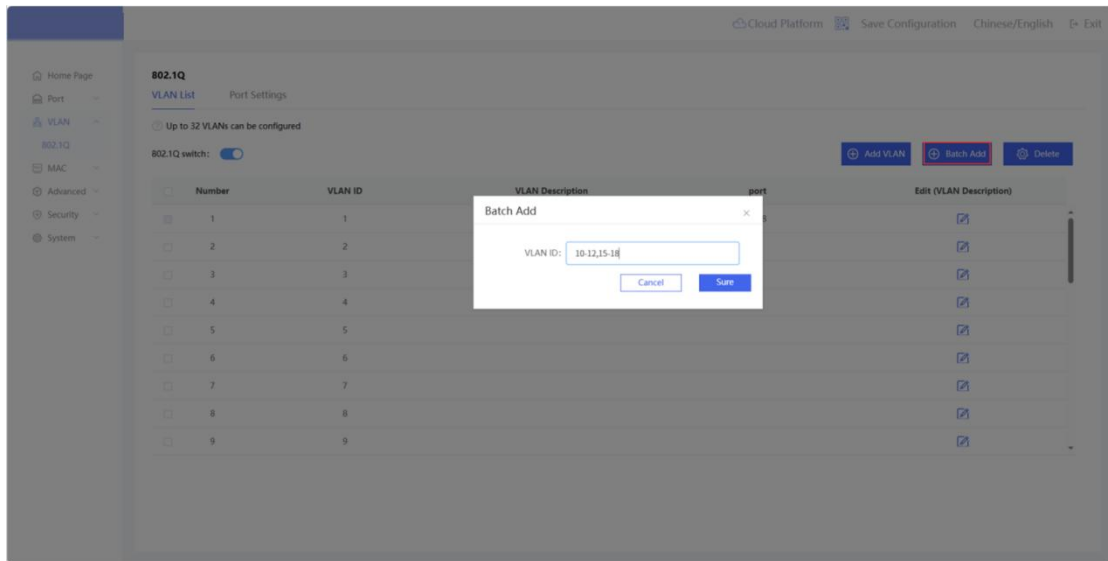 Cloud Platform Save Configuration Chinese/English Exit
Home Page
Port
VLAN
802.1Q
MAC
Advanced
Security
System
802.1Q
VLAN List Port Settings
Up to 32 VLANs can be configured
802.1Q switch:
Add VLAN Batch Add Delete
Number VLAN ID VLAN Description port Edit (VLAN Description)
1 1 8
2 2
3 3
4 4
5 5
6 6
7 7
8 8
9 9
Batch Add
VLAN ID: 10-12,15-18
Cancel Sure